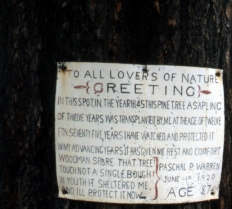 TO ALL LOVERS OF NATURE
GREETING
IN THIS SPOT, IN THE YEAR 1845 THIS PINE TREE A SAPLING
OF TWELVE YEARS WAS TRANSPLANTED BY ME AT THE AGE OF TWELVE
SEVENTY FIVE, YEARS I HAVE WATCHED AND PROTECTED IT
IN MY ADVANCING YEARS IT HAS GIVEN ME REST AND COMFORT
WOODMAN SPARE THAT TREE
TOUCH NOT A SINGLE BOUGH
IN YOUTH IT SHELTERED ME,
AND I'LL PROTECT IT NOW
PASCHAL P. WARREN
JUNE 4, 1920
AGE 87